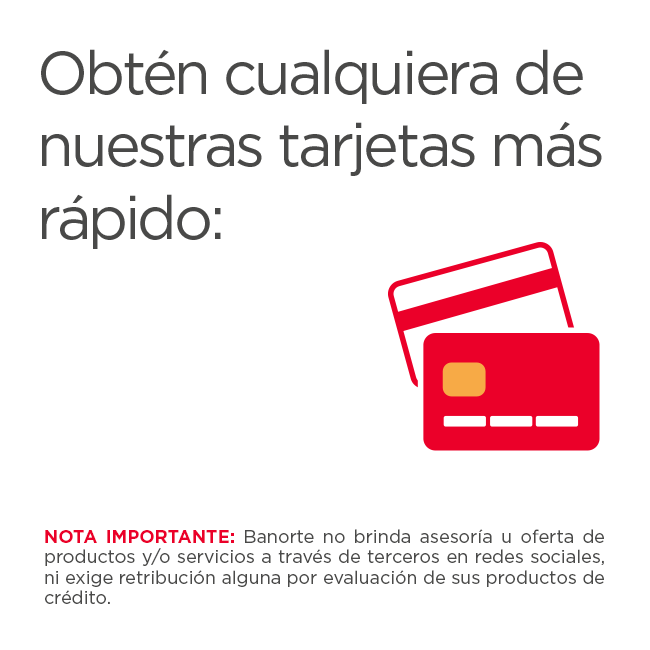 Obtén cualquiera de
nuestras tarjetas más
rápido:
NOTA IMPORTANTE: Banorte no brinda asesoría u oferta de
productos y/o servicios a través de terceros en redes sociales,
ni exige retribución alguna por evaluación de sus productos de
crédito.